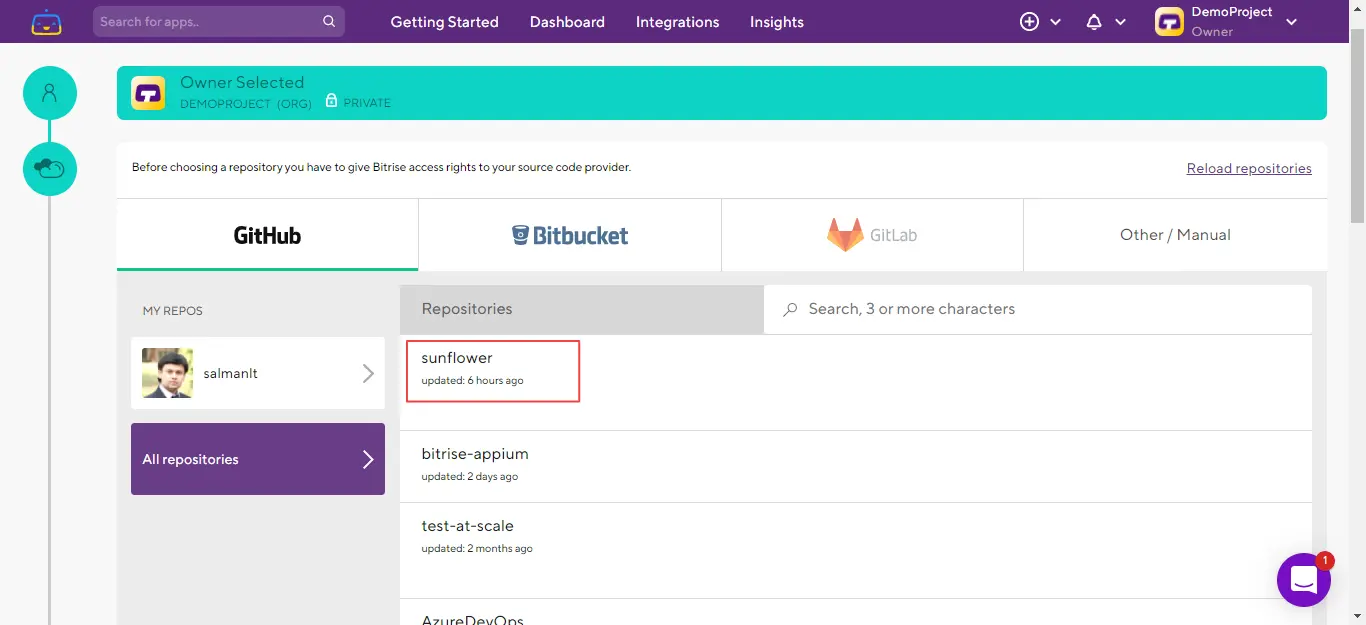 Search for apps..
Getting Started
Dashboard
Integrations
Insights
DemoProject
Owner
Owner Selected
DEMOPROJECT (ORG) PRIVATE
Before choosing a repository you have to give Bitrise access rights to your source code provider.
Reload repositories
GitHub
Bitbucket
GitLab
Other / Manual
MY REPOS
salmanlt
All repositories
Repositories
Search, 3 or more characters
sunflower
updated: 6 hours ago
bitrise-appium
updated: 2 days ago
test-at-scale
updated: 2 months ago
AzureDevOps
1